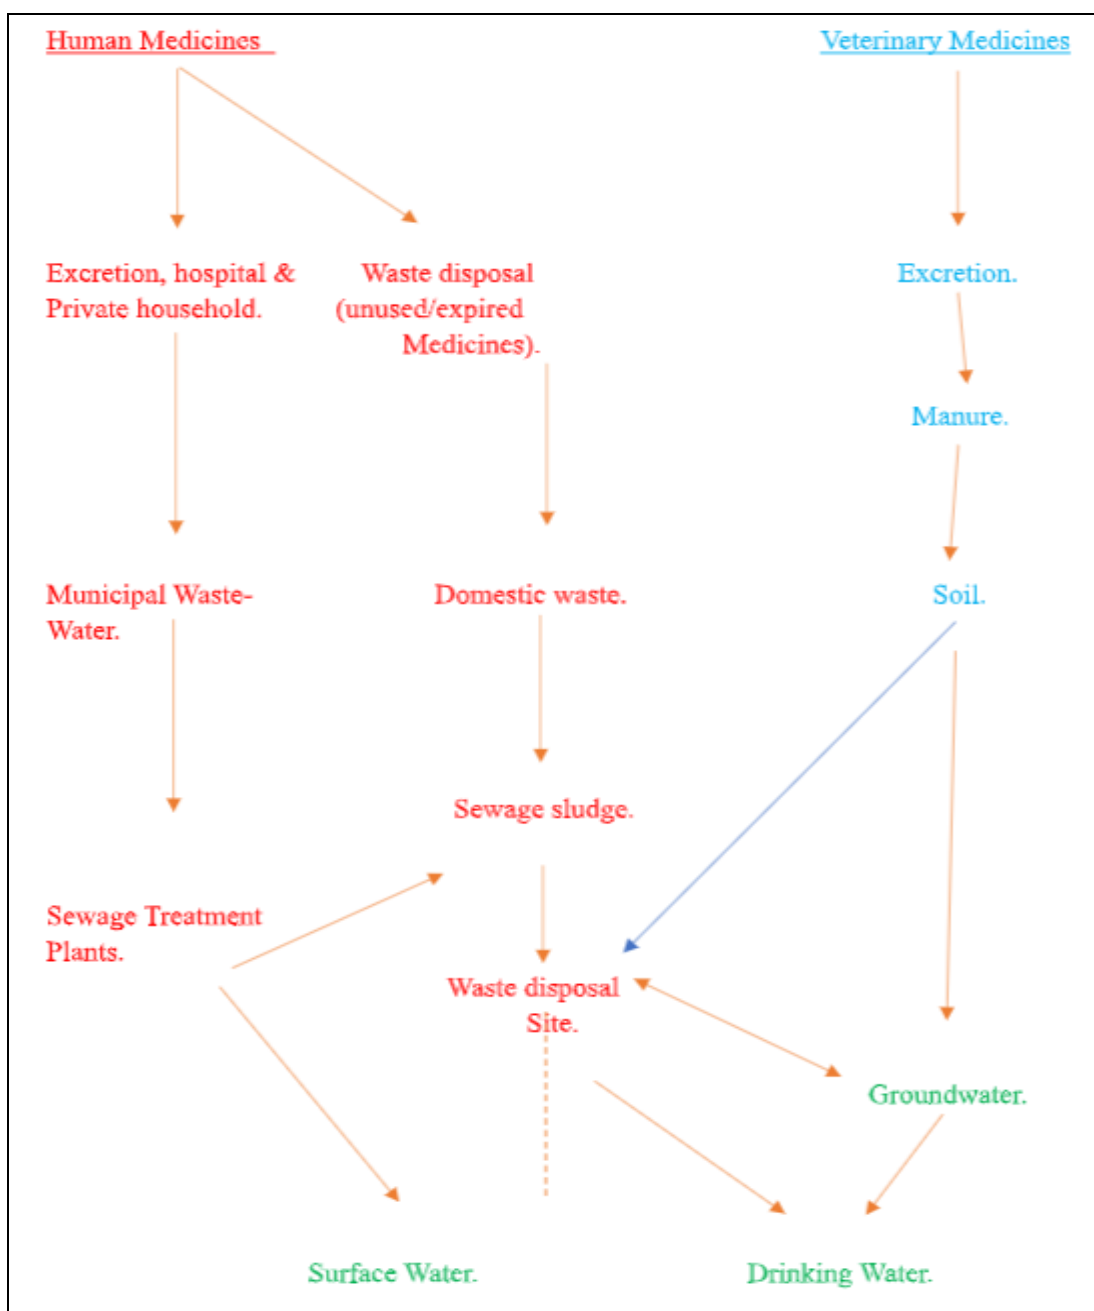 Human Medicines
Veterinary Medicines
Excretion, hospital &
Private household.
Waste disposal
(unused/expired
Medicines).
Excretion.
Manure.
Municipal Waste-
Water.
Domestic waste.
Soil.
Sewage sludge.
Sewage Treatment
Plants.
Waste disposal
Site.
Groundwater.
Surface Water.
Drinking Water.